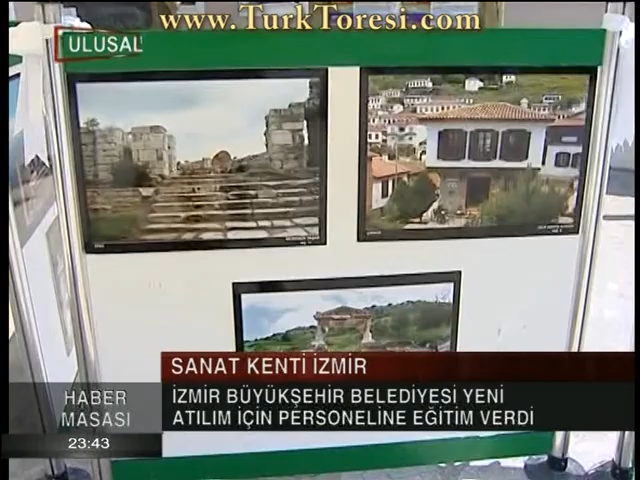 www.TurkToresi.com
ULUSAL
SANAT KENTİ İZMİR
HABER MASASI
İZMİR BÜYÜKŞEHİR BELEDİYESİ YENİ
ATILIM İÇİN PERSONELİNE EĞİTİM VERDİ
23:43